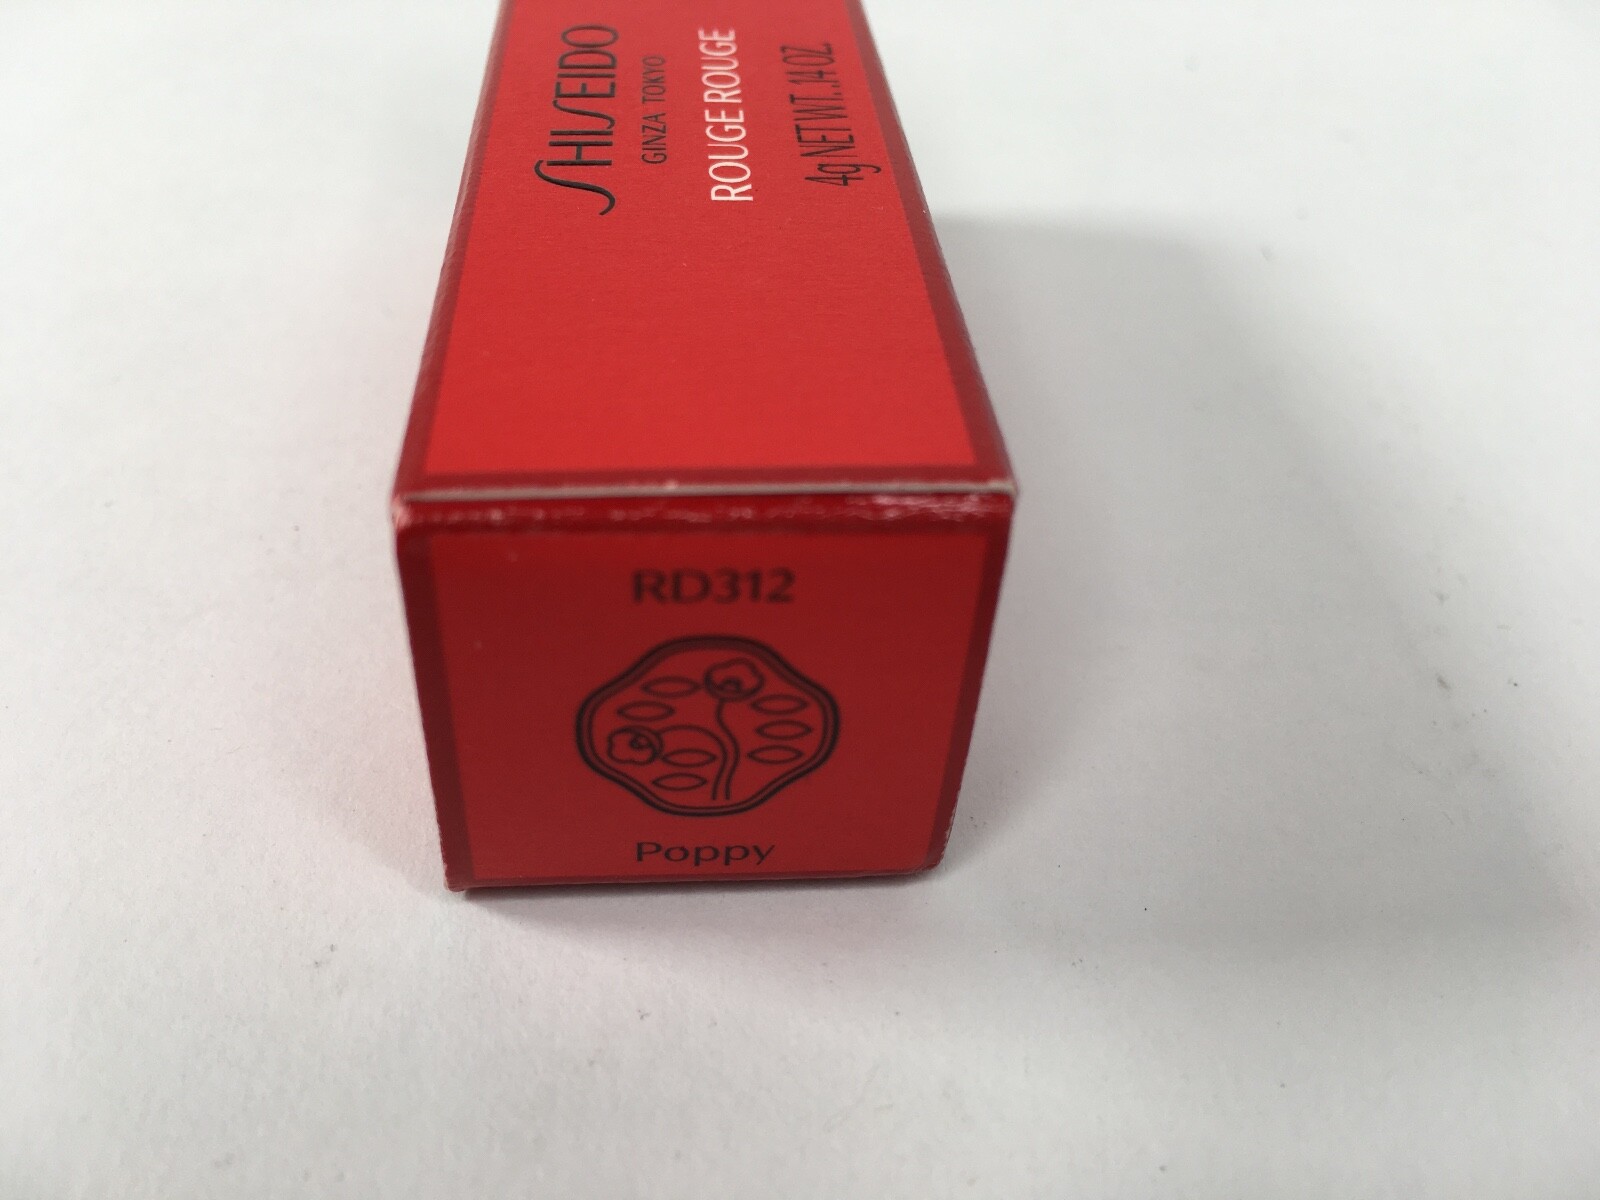 SHISEIDO
GINZA TOKYO
ROUGE ROUGE
4g NET WT. .14 OZ.
RD312
Poppy